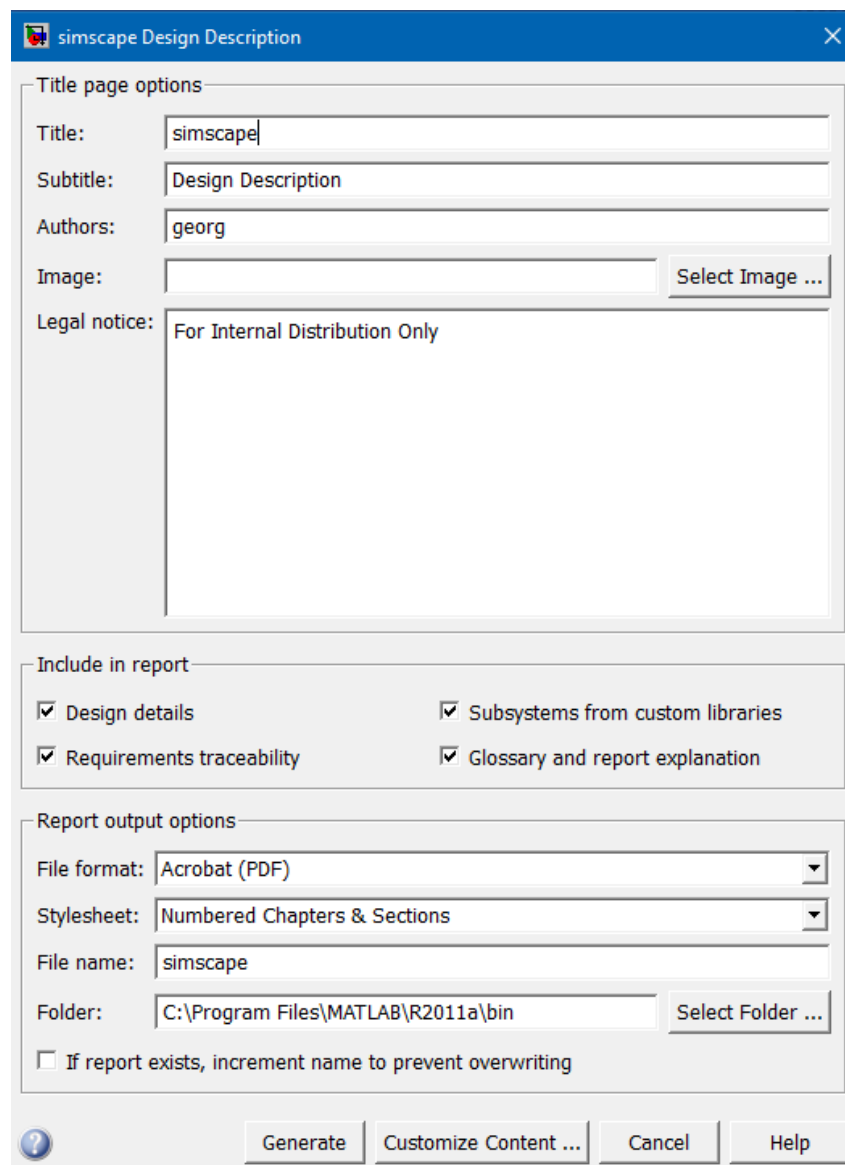 simscape Design Description
Title page options
Title: simscape
Subtitle: Design Description
Authors: georg
Image: Select Image ...
Legal notice: For Internal Distribution Only
Include in report
Design details Subsystems from custom libraries
Requirements traceability Glossary and report explanation
Report output options
File format: Acrobat (PDF)
Stylesheet: Numbered Chapters & Sections
File name: simscape
Folder: C:\Program Files\MATLAB\R2011a\bin Select Folder ...
If report exists, increment name to prevent overwriting
? Generate Customize Content ... Cancel Help